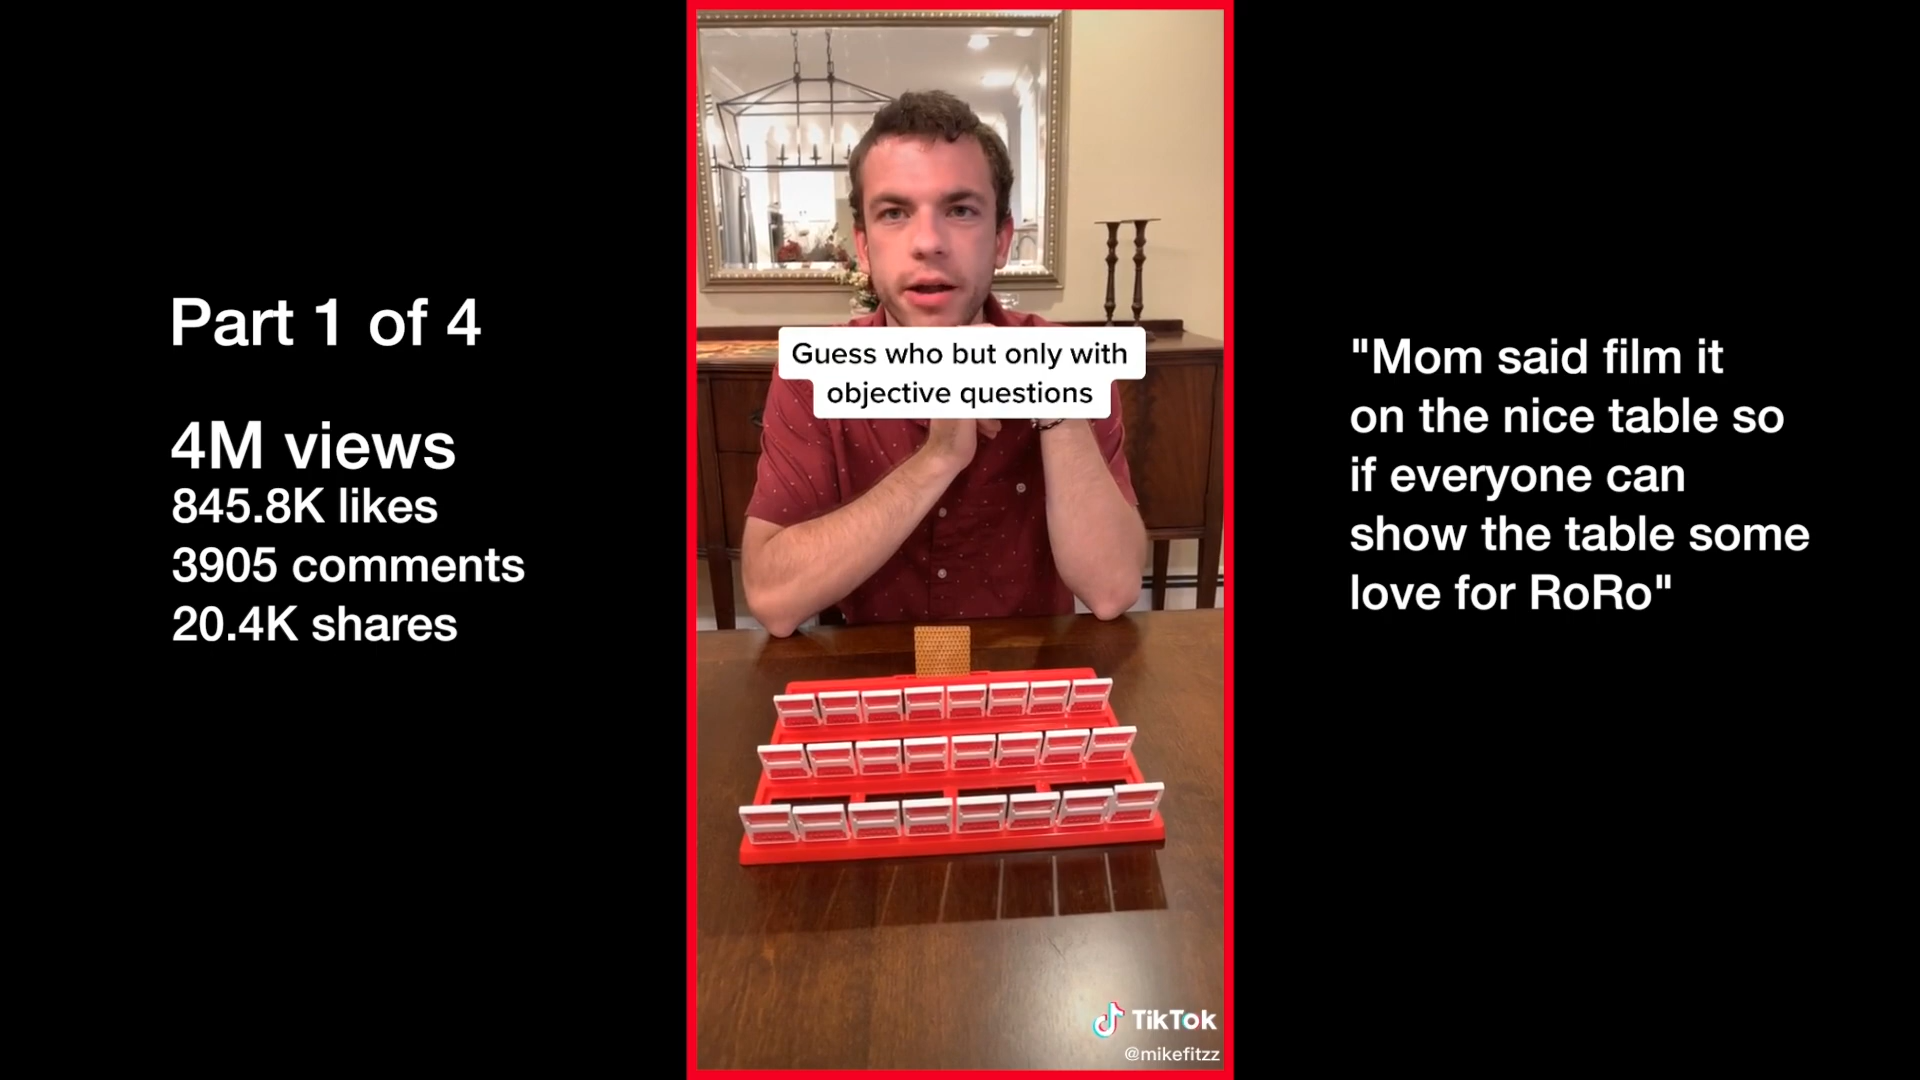 Part 1 of 4
4M views
845.8K likes
3905 comments
20.4K shares
Guess who but only with
objective questions
"Mom said film it
on the nice table so
if everyone can
show the table some
love for RoRo"
TikTok
@mikefitzz